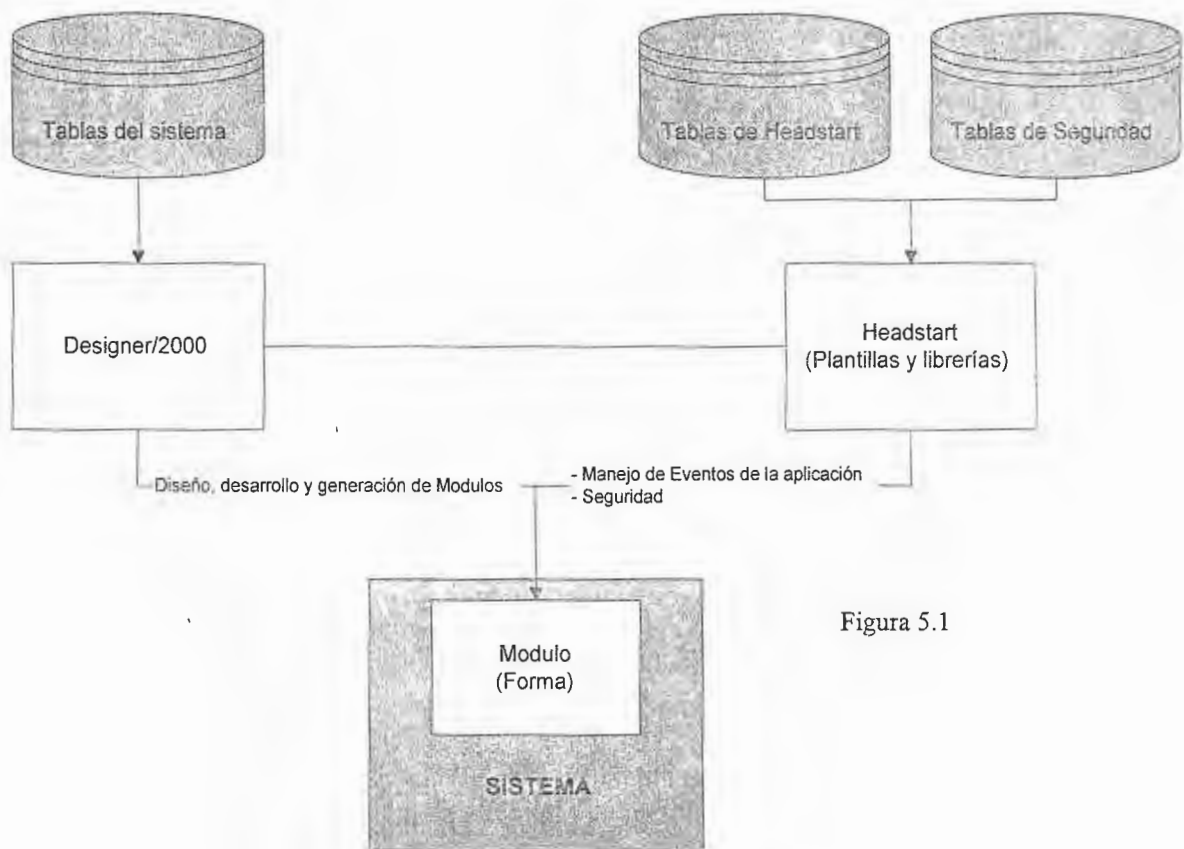 Tablas del sistema
Tablas de Headstart
Tablas de Seguridad
Designer/2000
Headstart
(Plantillas y librerías)
Diseño, desarrollo y generación de Modulos
- Manejo de Eventos de la aplicación
- Seguridad
Modulo
(Forma)
SISTEMA
Figura 5.1